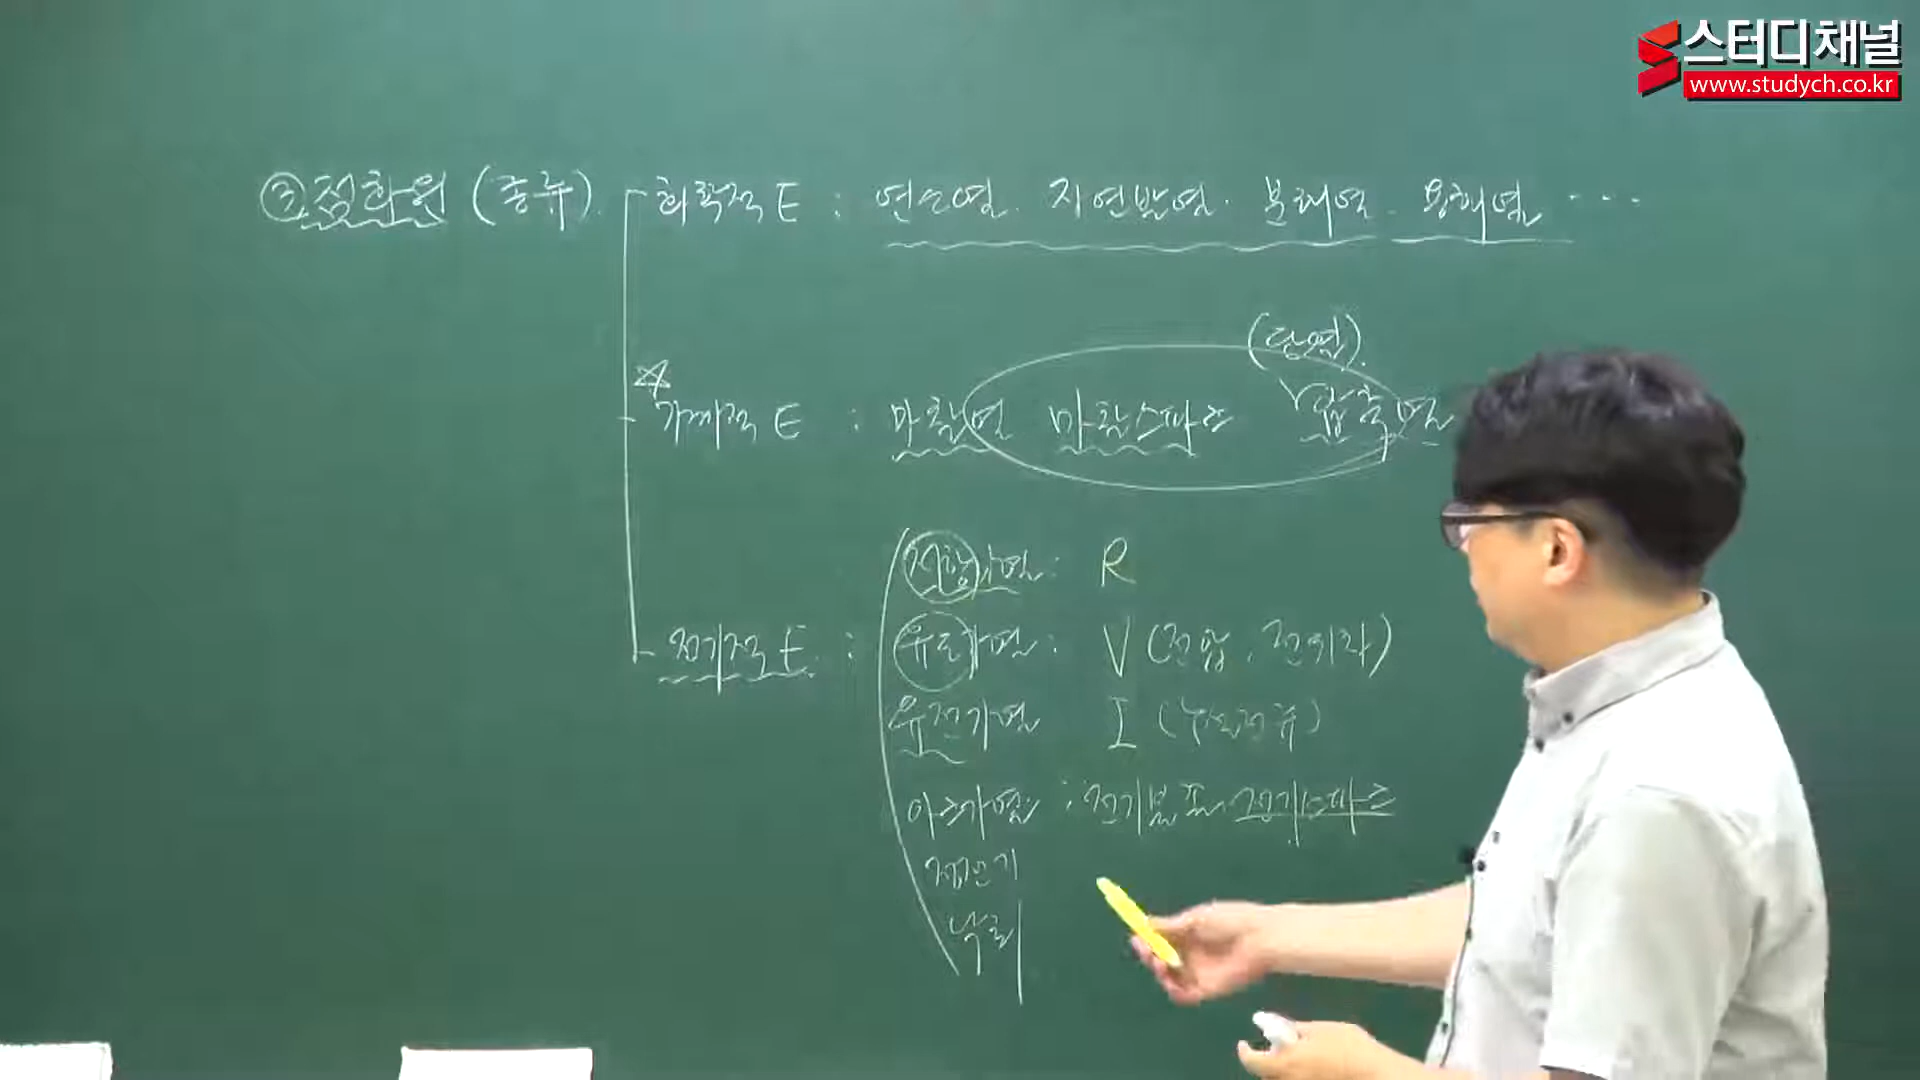 스터디채널
www.studych.co.kr
③ 점화원 (종류)
화학적 E : 연소열. 자연발열. 분해열. 용해열 ···
(단열)
☆
기계적 E : 마찰열 마찰스파크 압축열
저항가열 : R
유도가열 : V (전압, 전위차)
전기적 E :
유전가열 I (누설전류)
아크가열 : 전기불꽃. 전기스파크
정전기
낙뢰